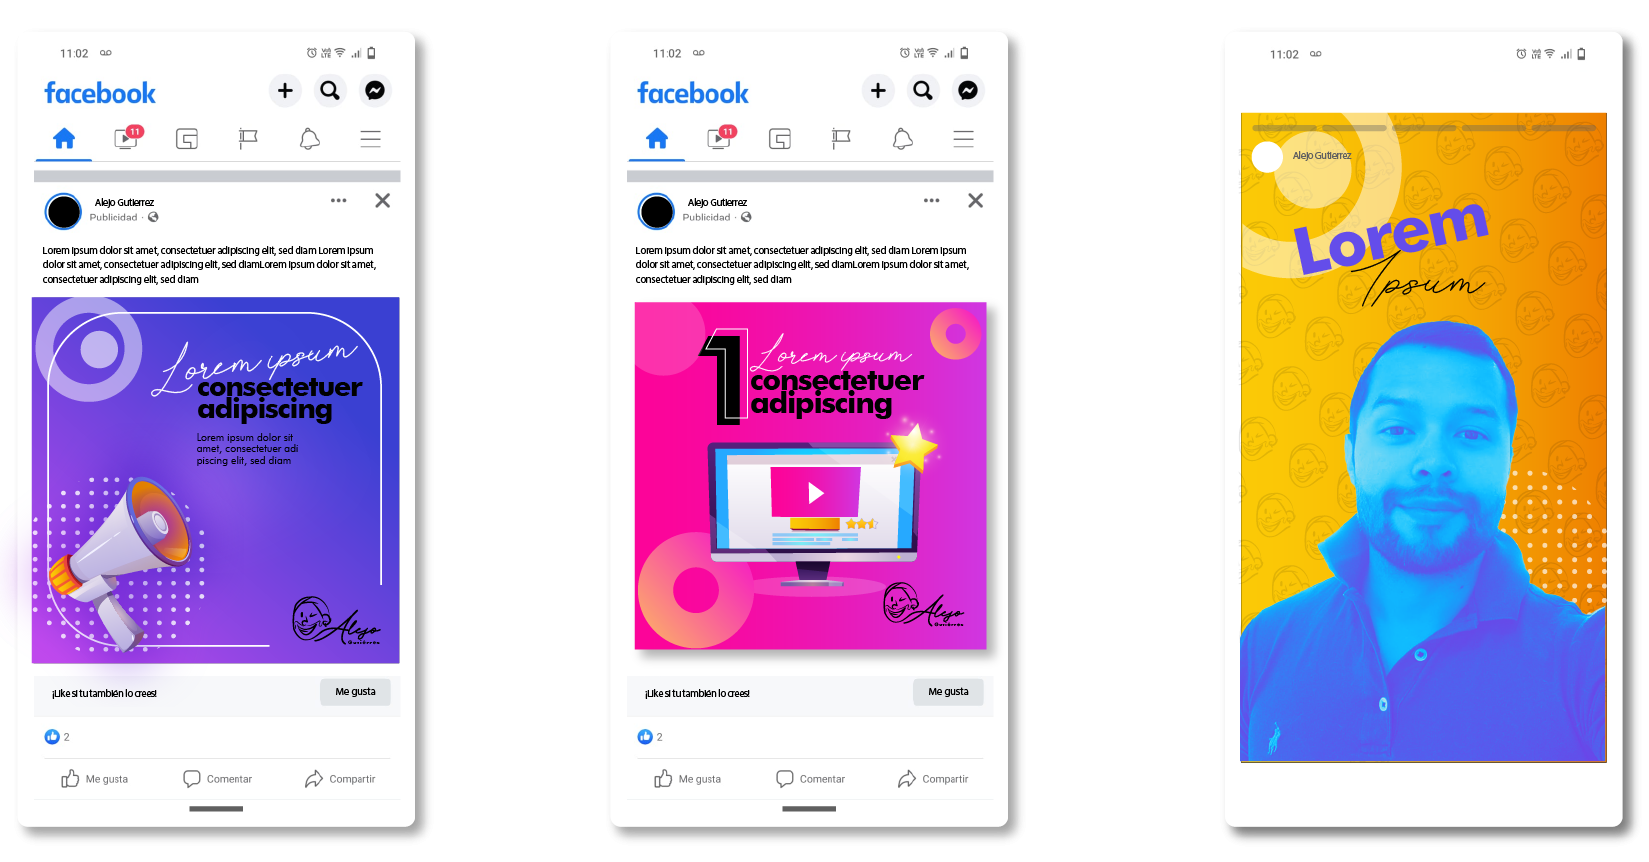 11:02
VoD LTE
facebook
11
Alejo Gutierrez
Publicidad ·
Lorem ipsum dolor sit amet, consectetuer adipiscing elit, sed diam Lorem ipsum
dolor sit amet, consectetuer adipiscing elit, sed diamLorem ipsum dolor sit amet,
consectetuer adipiscing elit, sed diam
Lorem ipsum
consectetuer
adipiscing
Lorem ipsum dolor sit
amet, consectetuer adi
piscing elit, sed diam
Alejo
Gutiérrez
¡Like si tu también lo crees!
Me gusta
2
Me gusta
Comentar
Compartir
11:02
VoD LTE
facebook
11
Alejo Gutierrez
Publicidad ·
Lorem ipsum dolor sit amet, consectetuer adipiscing elit, sed diam Lorem ipsum
dolor sit amet, consectetuer adipiscing elit, sed diamLorem ipsum dolor sit amet,
consectetuer adipiscing elit, sed diam
1
Lorem ipsum
consectetuer
adipiscing
Alejo
Gutiérrez
¡Like si tu también lo crees!
Me gusta
2
Me gusta
Comentar
Compartir
11:02
VoD LTE
Alejo Gutierrez
Lorem
Ipsum